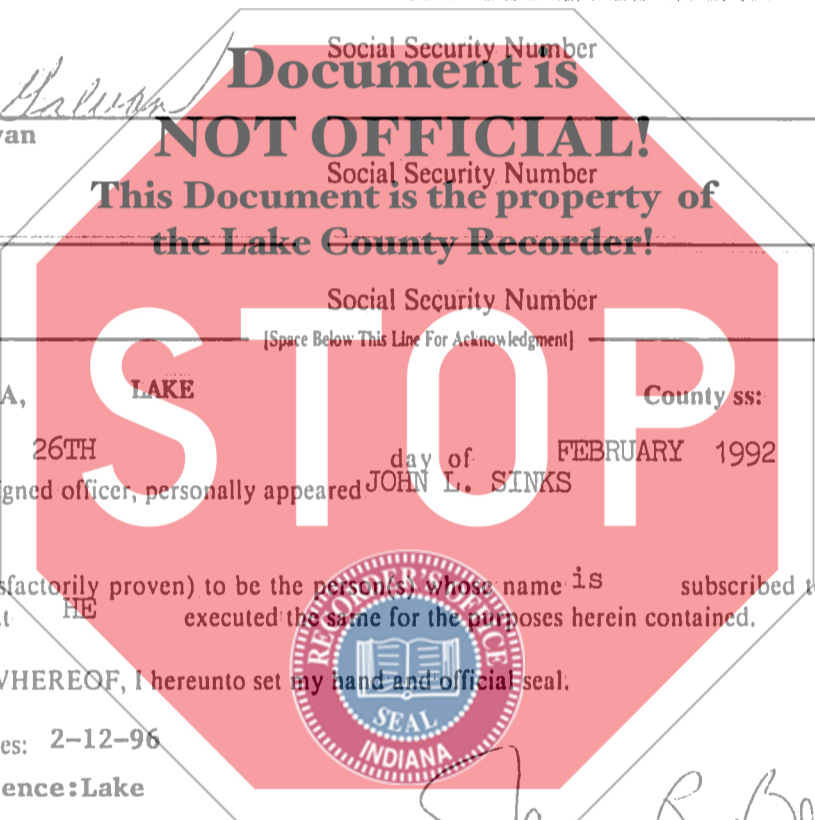 Social Security Number
Document is
van
NOT OFFICIAL!
Social Security Number
This Document is the property of
the Lake County Recorder!
Social Security Number
[Space Below This Line For Acknowledgment]
STOP
A, LAKE County ss:
26TH day of FEBRUARY 1992
gned officer, personally appeared JOHN L. SINKS
sfactorily proven) to be the person(s) whose name is subscribed t
t HE executed the same for the purposes herein contained.
WHEREOF, I hereunto set my hand and official seal.
RECORDER'S OFFICE
SEAL
INDIANA
es: 2-12-96
ence:Lake